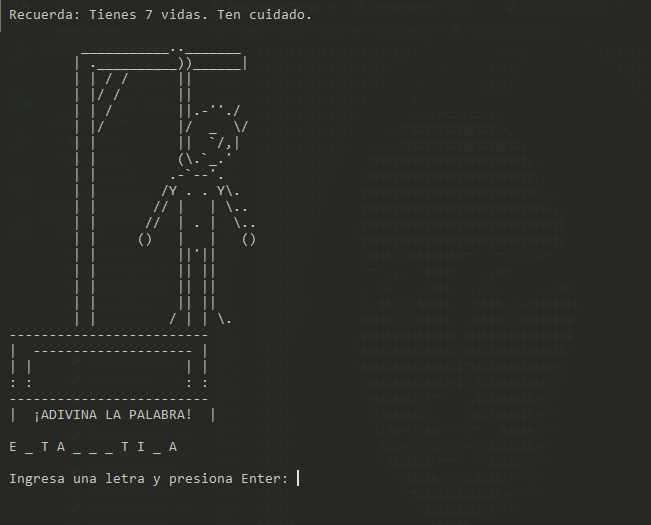 Recuerda: Tienes 7 vidas. Ten cuidado.
¡ADIVINA LA PALABRA!
E _ T A _ _ _ T I _ A
Ingresa una letra y presiona Enter: